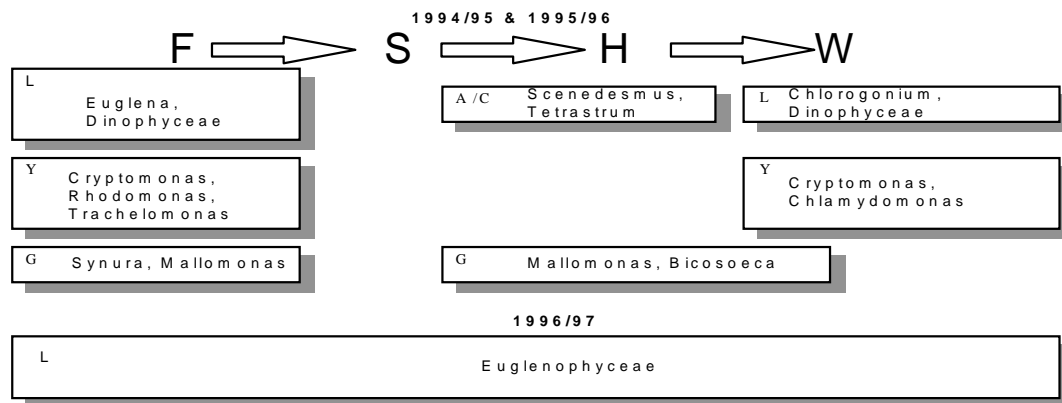 1994/95 & 1995/96
F S H W
L
Euglena,
Dinophyceae
A/C Scenedesmus,
Tetrastrum
L Chlorogonium,
Dinophyceae
Y
Cryptomonas,
Rhodomonas,
Trachelomonas
Y
Cryptomonas,
Chlamydomonas
G Synura, Mallomonas
G Mallomonas, Bicosoeca
1996/97
L
Euglenophyceae